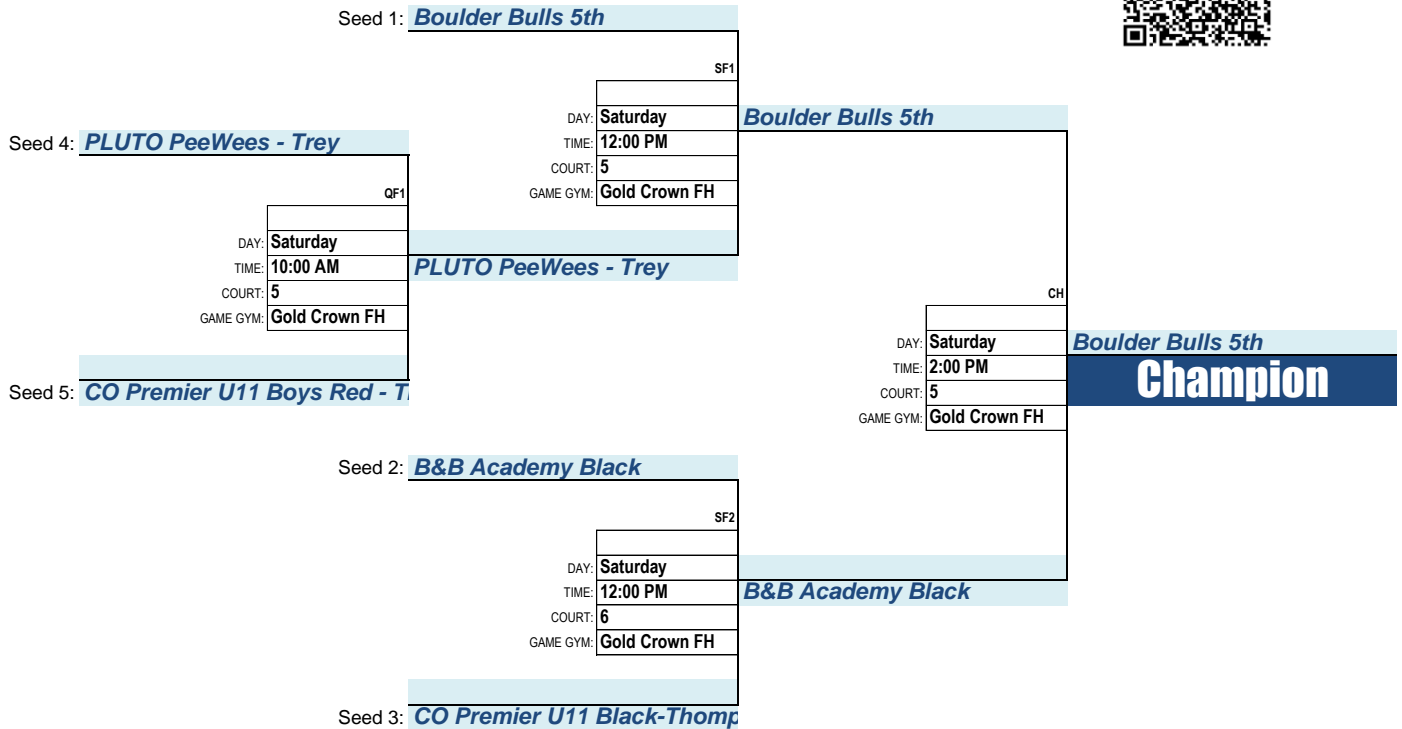 Seed 1: Boulder Bulls 5th
SF1
DAY: Saturday
TIME: 12:00 PM
COURT: 5
GAME GYM: Gold Crown FH
Boulder Bulls 5th
Seed 4: PLUTO PeeWees - Trey
QF1
DAY: Saturday
TIME: 10:00 AM
COURT: 5
GAME GYM: Gold Crown FH
PLUTO PeeWees - Trey
Seed 5: CO Premier U11 Boys Red - T
CH
DAY: Saturday
TIME: 2:00 PM
COURT: 5
GAME GYM: Gold Crown FH
Boulder Bulls 5th
Champion
Seed 2: B&B Academy Black
SF2
DAY: Saturday
TIME: 12:00 PM
COURT: 6
GAME GYM: Gold Crown FH
B&B Academy Black
Seed 3: CO Premier U11 Black-Thomp